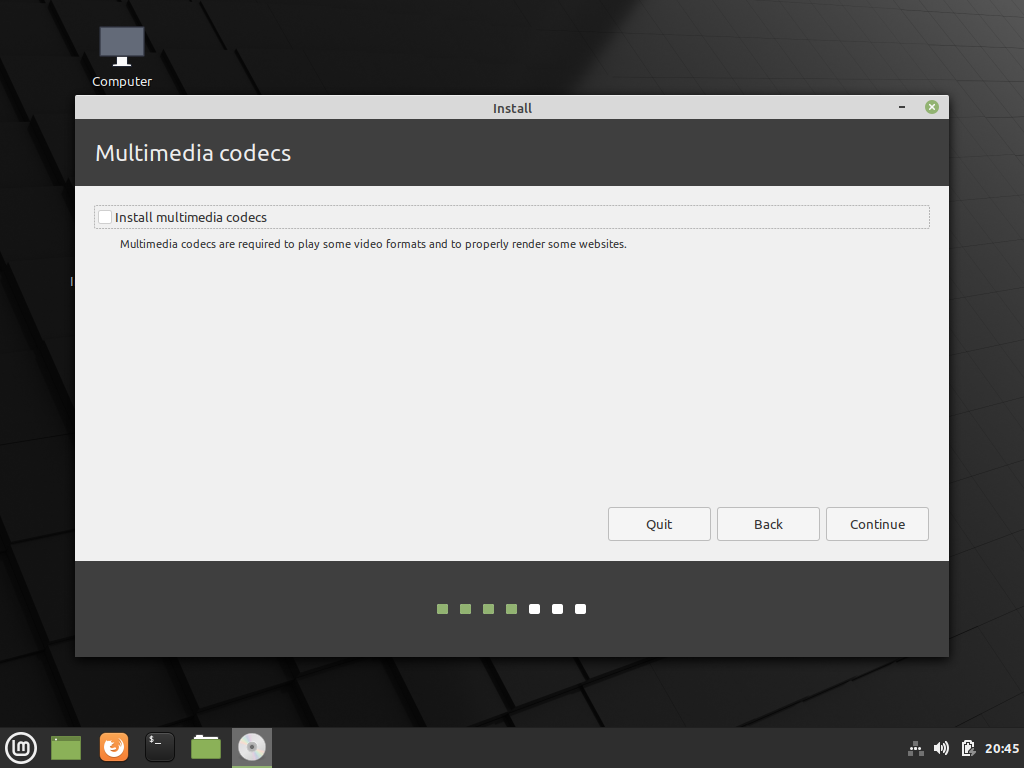 Computer
Install
Multimedia codecs
Install multimedia codecs
Multimedia codecs are required to play some video formats and to properly render some websites.
I
Quit
Back
Continue
$_
20:45